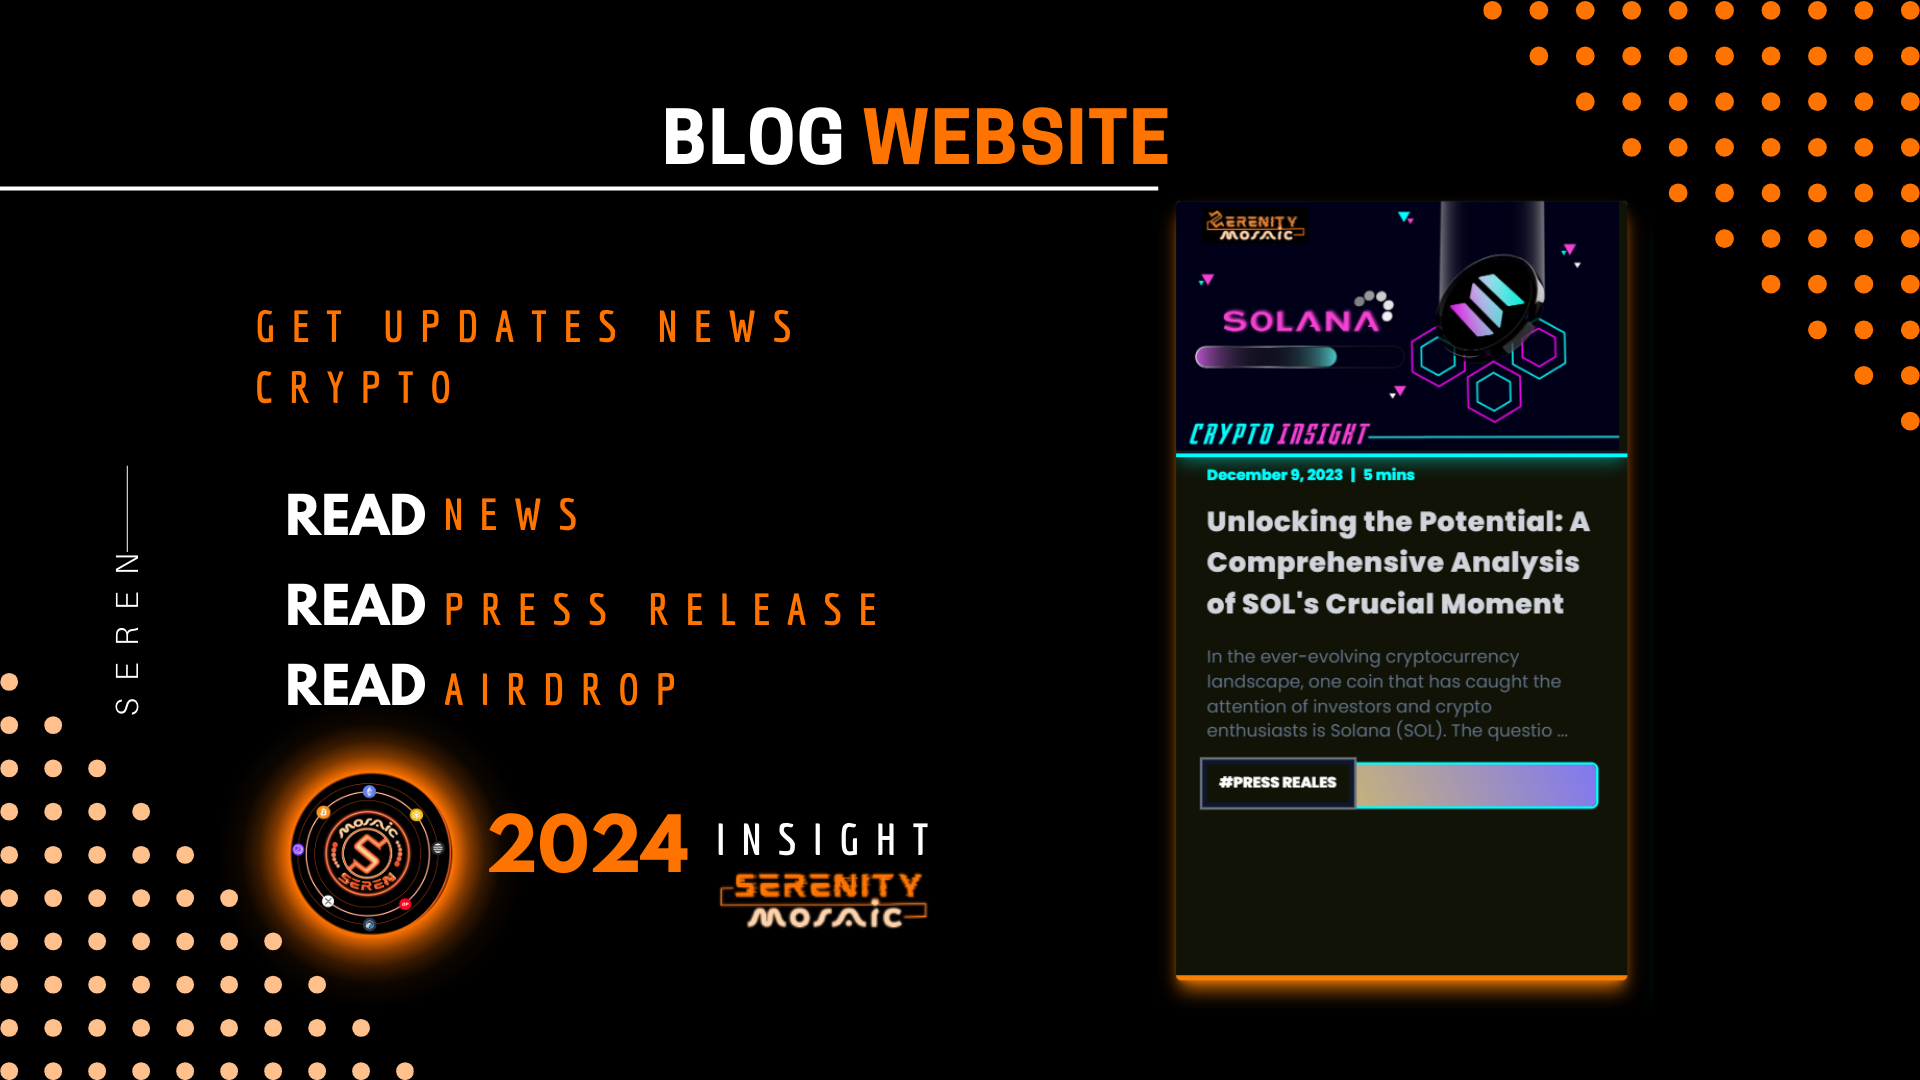 BLOG WEBSITE
GET UPDATES NEWS
CRYPTO
READ NEWS
READ PRESS RELEASE
READ AIRDROP
SEREN
MOSAIC
SEREN
2024 INSIGHT
SERENITY
MOSAIC
SERENITY
MOSAIC
SOLANA
CRYPTO INSIGHT
December 9, 2023 | 5 mins
Unlocking the Potential: A
Comprehensive Analysis
of SOL's Crucial Moment
In the ever-evolving cryptocurrency
landscape, one coin that has caught the
attention of investors and crypto
enthusiasts is Solana (SOL). The questio ...
#PRESS REALES